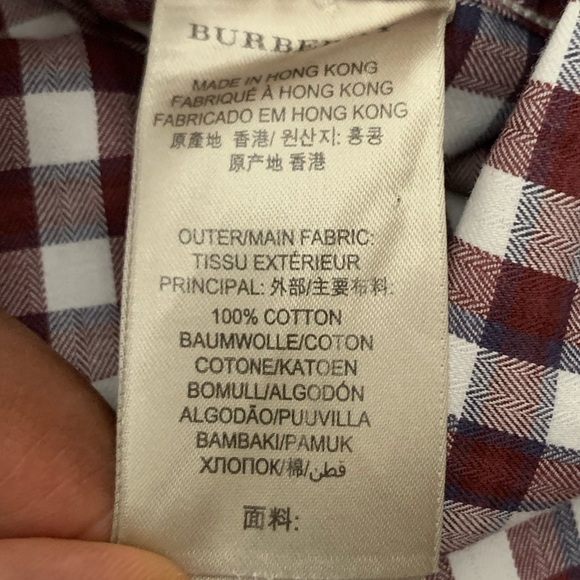 BURBERRY
MADE IN HONG KONG
FABRIQUÉ À HONG KONG
FABRICADO EM HONG KONG
原產地 香港/ 원산지: 홍콩
原产地 香港
OUTER/MAIN FABRIC:
TISSU EXTÉRIEUR
PRINCIPAL: 外部/主要布料:
100% COTTON
BAUMWOLLE/COTON
COTONE/KATOEN
BOMULL/ALGODÓN
ALGODÃO/PUUVILLA
BAMBAKI/PAMUK
ХЛОПОК/棉/قطن
面料: